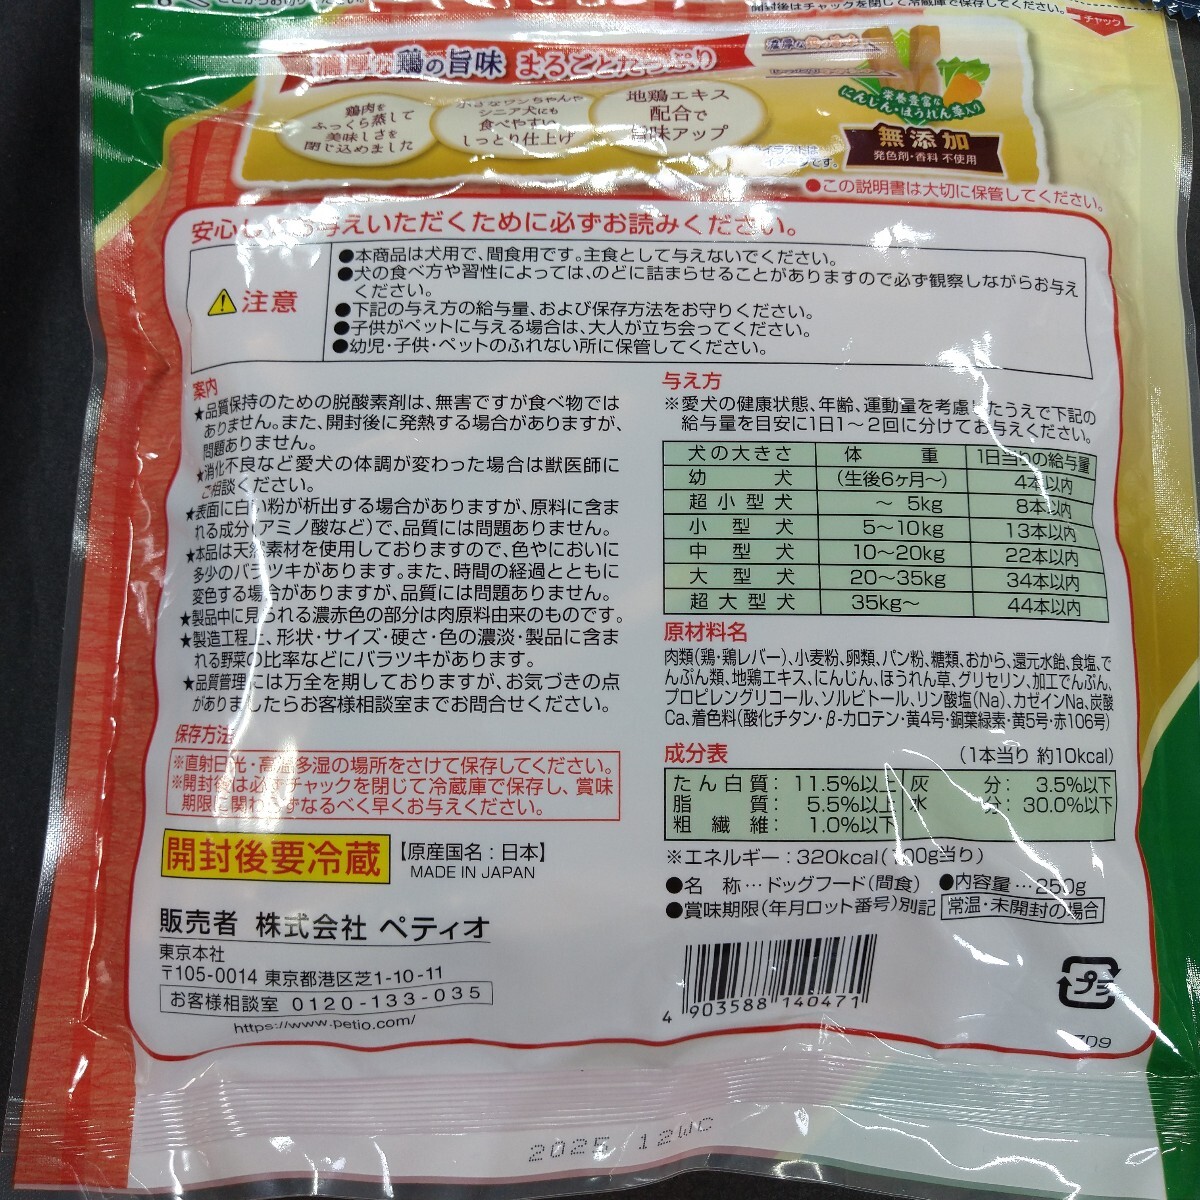 開封後はチャックを閉じて冷蔵庫で保存してください。
チャック
濃厚な鶏の旨味 まるごとたっぷり
鶏肉を
ふっくら蒸して
美味しさを
閉じ込めました
小さなワンちゃんや
シニア犬にも
食べやすい
しっとり仕上げ
地鶏エキス
配合で
旨味アップ
栄養豊富な
にんじん・ほうれん草入り
無添加
発色剤・香料 不使用
イラストは
イメージです。
●この説明書は大切に保管してください。
安心してお与えいただくために必ずお読みください。
注意
●本商品は犬用で、間食用です。主食として与えないでください。
●犬の食べ方や習性によっては、のどに詰まらせることがありますので必ず観察しながらお与え
ください。
●下記の与え方の給与量、および保存方法をお守りください。
●子供がペットに与える場合は、大人が立ち会ってください。
●幼児・子供・ペットのふれない所に保管してください。
案内
★品質保持のための脱酸素剤は、無害ですが食べ物では
ありません。また、開封後に発熱する場合がありますが、
問題ありません。
★消化不良など愛犬の体調が変わった場合は獣医師に
ご相談ください。
★表面に白い粉が析出する場合がありますが、原料に含ま
れる成分(アミノ酸など)で、品質には問題ありません。
★本品は天然素材を使用しておりますので、色やにおいに
多少のバラツキがあります。また、時間の経過とともに
変色する場合がありますが、品質には問題ありません。
★製品中に見られる濃赤色の部分は肉原料由来のものです。
★製造工程上、形状・サイズ・硬さ・色の濃淡・製品に含ま
れる野菜の比率などにバラツキがあります。
★品質管理には万全を期しておりますが、お気づきの点
がありましたらお客様相談室までお問合せください。
保存方法
※直射日光・高温多湿の場所をさけて保存してください。
※開封後は必ずチャックを閉じて冷蔵庫で保存し、賞味
期限に関わらずなるべく早くお与えください。
開封後要冷蔵
【原産国名：日本】
MADE IN JAPAN
販売者 株式会社 ペティオ
東京本社
〒105-0014 東京都港区芝1-10-11
お客様相談室 0120-133-035
https://www.petio.com/
与え方
※愛犬の健康状態、年齢、運動量を考慮したうえで下記の
給与量を目安に1日1～2回に分けてお与えください。
犬の大きさ 体重 1日当りの給与量
幼犬 (生後6ヶ月～) 4本以内
超小型犬 ～5kg 8本以内
小型犬 5～10kg 13本以内
中型犬 10～20kg 22本以内
大型犬 20～35kg 34本以内
超大型犬 35kg～ 44本以内
原材料名
肉類(鶏・鶏レバー)、小麦粉、卵類、パン粉、糖類、おから、還元水飴、食塩、で
んぷん類、地鶏エキス、にんじん、ほうれん草、グリセリン、加工でんぷん、
プロピレングリコール、ソルビトール、リン酸塩(Na)、カゼインNa、炭酸
Ca、着色料(酸化チタン・β-カロテン・黄4号・銅葉緑素・黄5号・赤106号)
成分表 (1本当り 約10kcal)
たん白質： 11.5%以上 灰分： 3.5%以下
脂質： 5.5%以上 水分： 30.0%以下
粗繊維： 1.0%以下
※エネルギー：320kcal(100g当り)
●名称…ドッグフード(間食) ●内容量…250g
●賞味期限(年月ロット番号)別記 常温・未開封の場合
4 903588 140471
プラ
709
2025.12WC